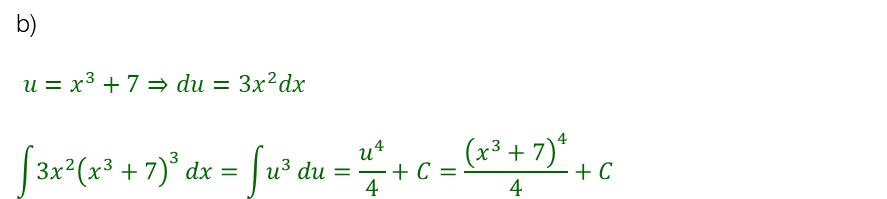 b)
u = x³ + 7 ⇒ du = 3x²dx
∫3x²(x³ + 7)³ dx = ∫u³ du = u⁴/4 + C = (x³ + 7)⁴/4 + C